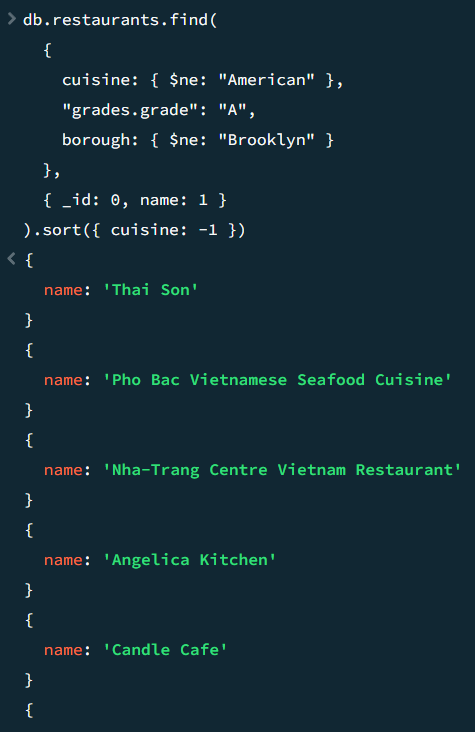 > db.restaurants.find(
{
cuisine: { $ne: "American" },
"grades.grade": "A",
borough: { $ne: "Brooklyn" }
},
{ _id: 0, name: 1 }
).sort({ cuisine: -1 })
< {
name: 'Thai Son'
}
{
name: 'Pho Bac Vietnamese Seafood Cuisine'
}
{
name: 'Nha-Trang Centre Vietnam Restaurant'
}
{
name: 'Angelica Kitchen'
}
{
name: 'Candle Cafe'
}
{